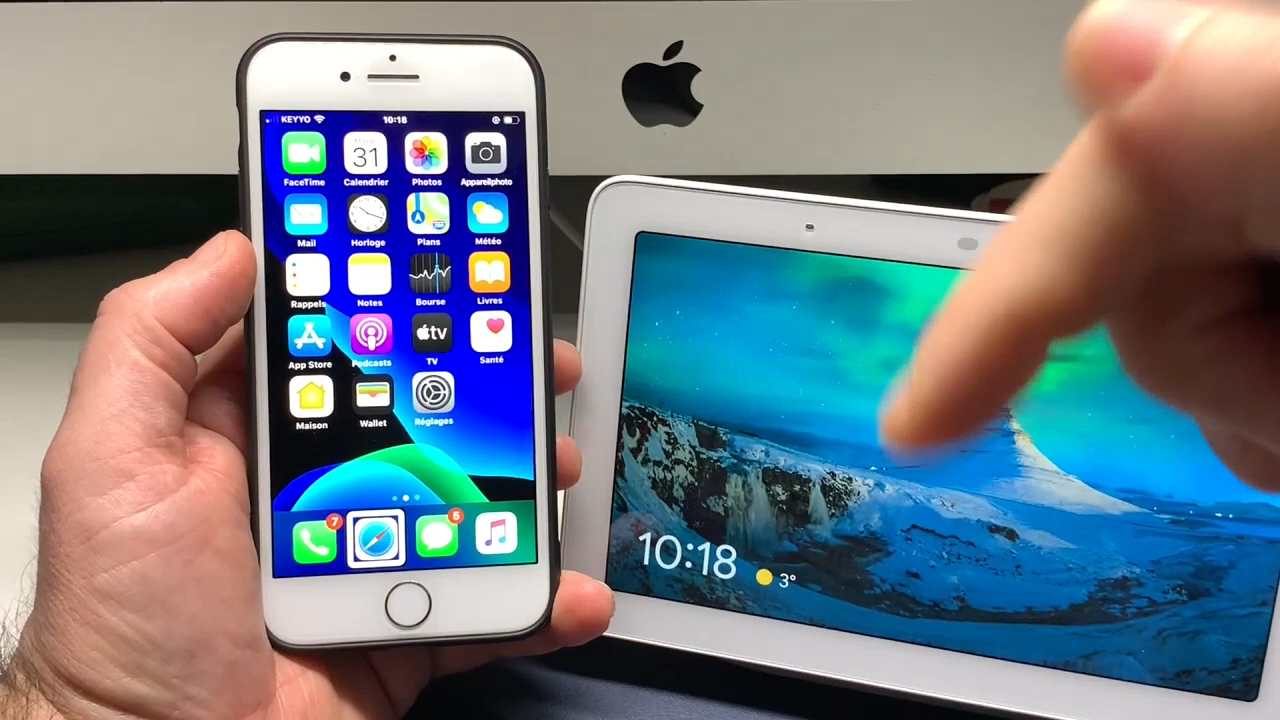 KEYYO 10:18
Mardi
31
FaceTime Calendrier Photos Appareil photo
Mail Horloge Plans Météo
Rappels Notes Bourse Livres
tv
App Store Podcasts TV Santé
Maison Wallet Réglages
7 5
10:18 3°